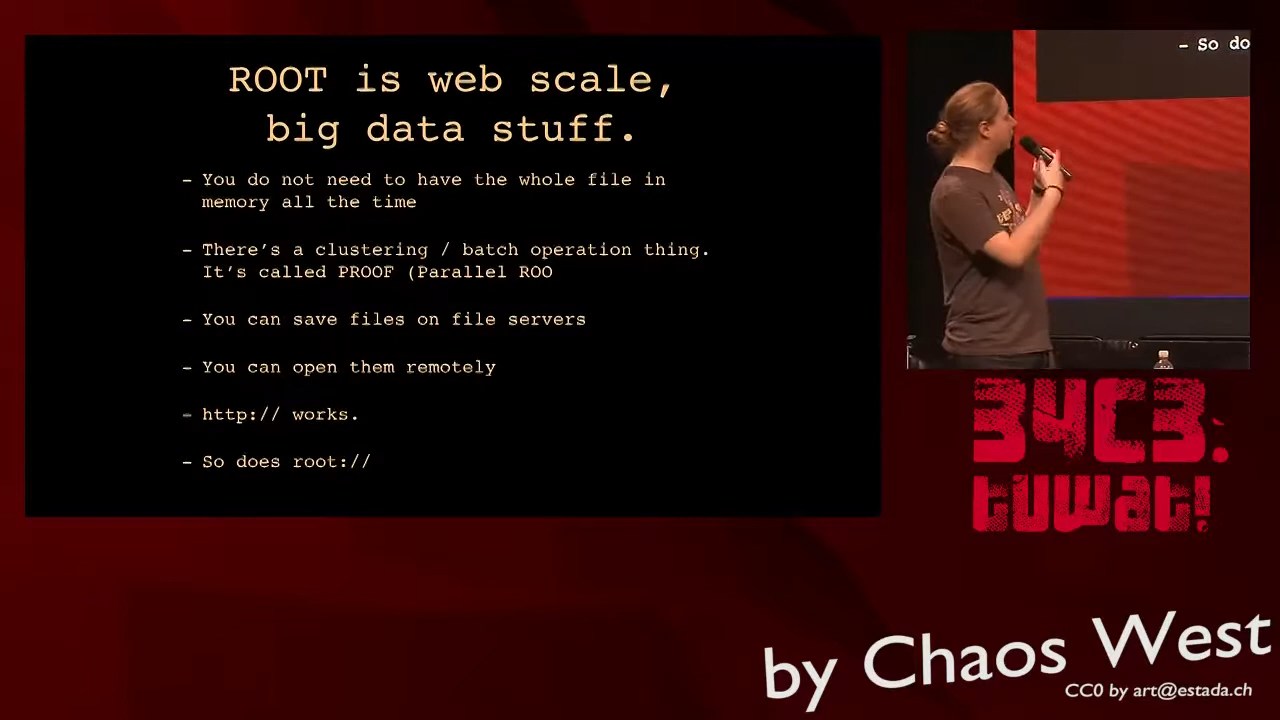 ROOT is web scale,
big data stuff.
- You do not need to have the whole file in
memory all the time
- There's a clustering / batch operation thing.
It's called PROOF (Parallel ROO
- You can save files on file servers
- You can open them remotely
- http:// works.
- So does root://
- So do
34C3.
tuwat!
by Chaos West
CC0 by art@estada.ch